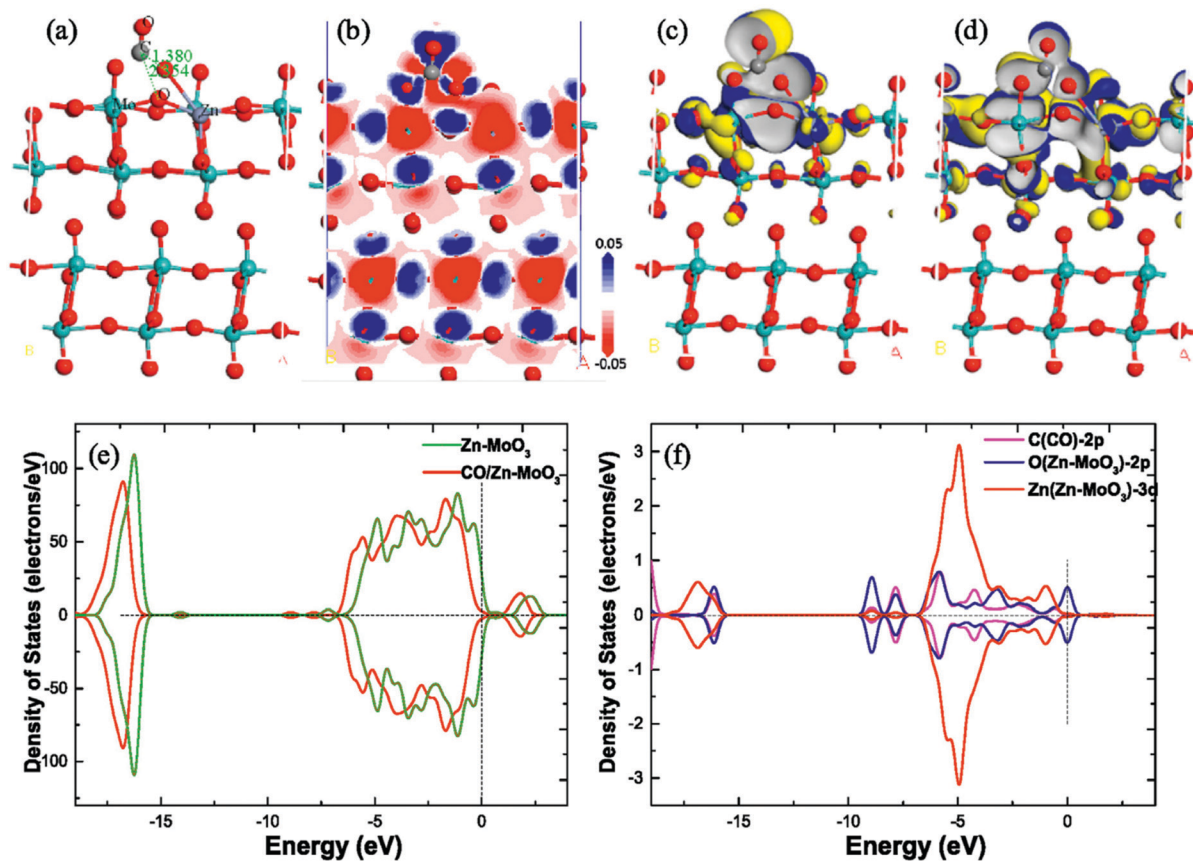 (a)
O
C
1.380
O
Mo
Zn
B
A
(b)
0.05
-0.05
B
A
(c)
B
A
(d)
B
A
(e)
Zn-MoO₃
CO/Zn-MoO₃
Density of States (electrons/eV)
100
50
0
50
100
-15
-10
-5
0
Energy (eV)
(f)
C(CO)-2p
O(Zn-MoO₃)-2p
Zn(Zn-MoO₃)-3d
Density of States (electrons/eV)
3
2
1
0
1
-2
-3
-15
-10
-5
0
Energy (eV)